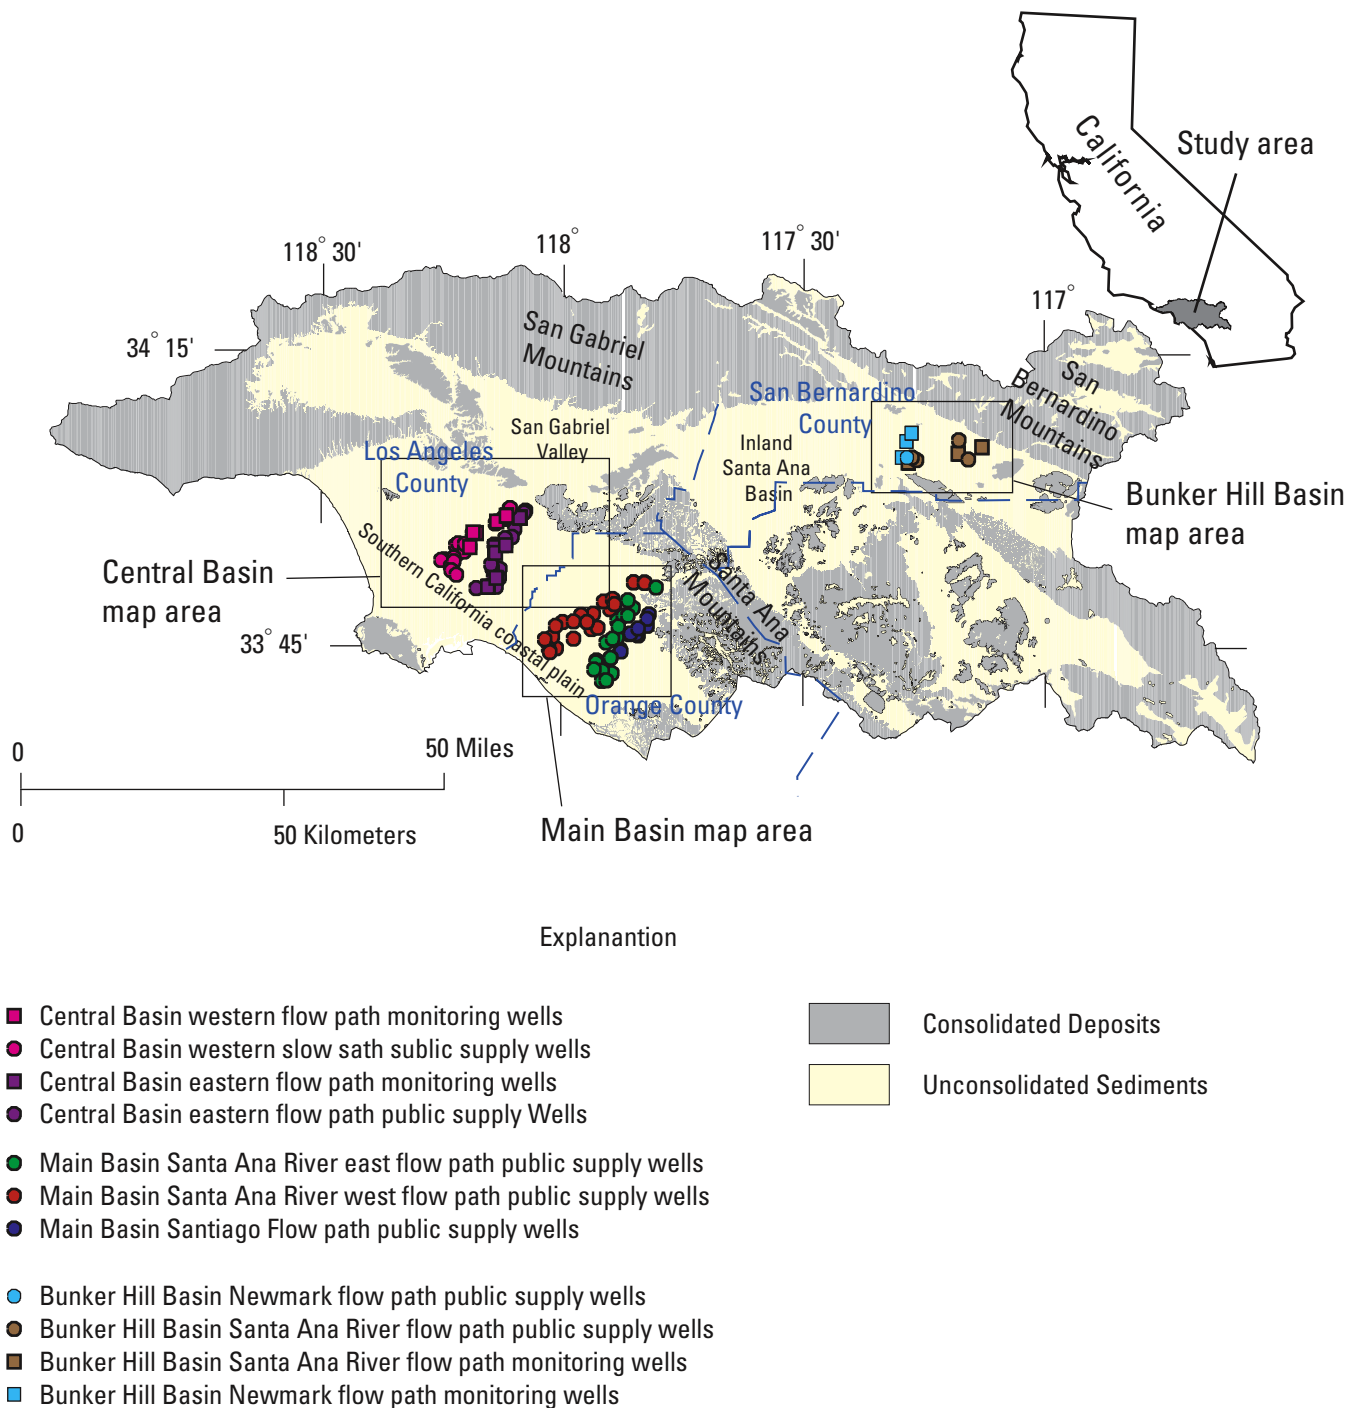 California
Study area
118° 30'
118°
117° 30'
117°
34° 15'
San Gabriel
Mountains
San
Bernardino
Mountains
San Bernardino
County
San Gabriel
Valley
Inland
Santa Ana
Basin
Los Angeles
County
Bunker Hill Basin
map area
Southern California coastal plain
Santa Ana
Mountains
Central Basin
map area
33° 45'
Orange County
0
50 Miles
0
50 Kilometers
Main Basin map area
Explanantion
Central Basin western flow path monitoring wells
Central Basin western slow sath sublic supply wells
Central Basin eastern flow path monitoring wells
Central Basin eastern flow path public supply Wells
Main Basin Santa Ana River east flow path public supply wells
Main Basin Santa Ana River west flow path public supply wells
Main Basin Santiago Flow path public supply wells
Bunker Hill Basin Newmark flow path public supply wells
Bunker Hill Basin Santa Ana River flow path public supply wells
Bunker Hill Basin Santa Ana River flow path monitoring wells
Bunker Hill Basin Newmark flow path monitoring wells
Consolidated Deposits
Unconsolidated Sediments